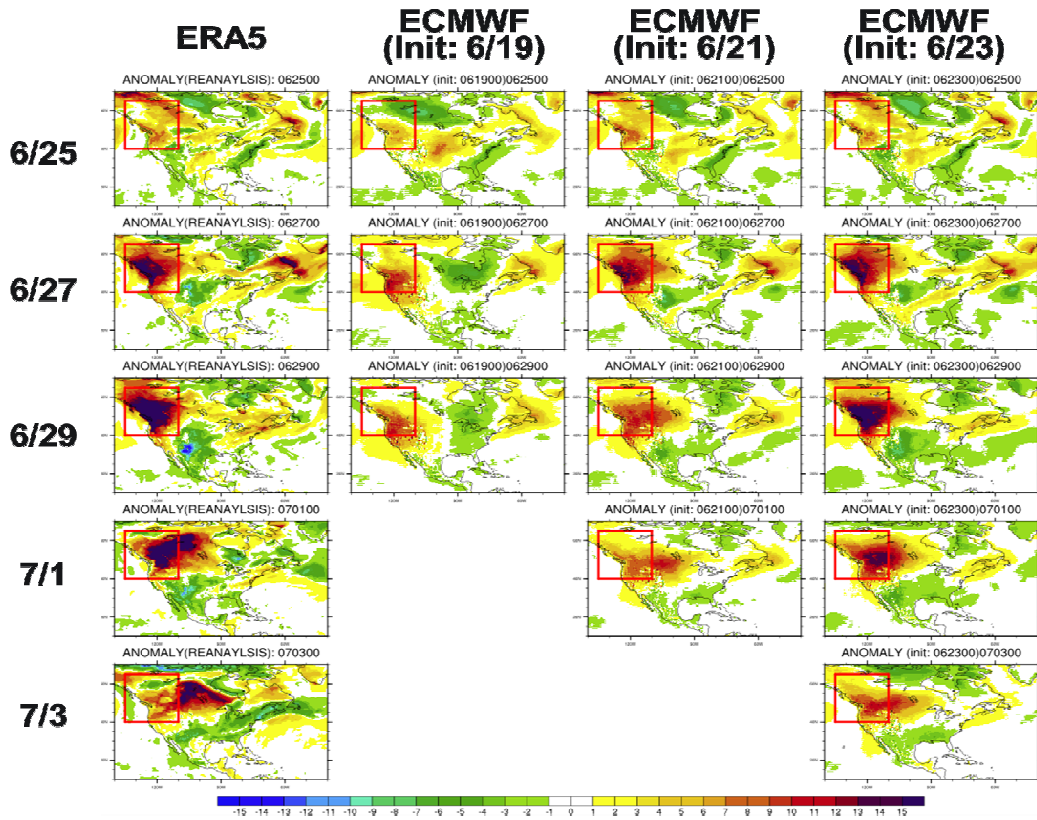 ERA5
ECMWF
(Init: 6/19)
ECMWF
(Init: 6/21)
ECMWF
(Init: 6/23)
6/25
ANOMALY(REANAYLSIS): 062500
ANOMALY (init: 061900)062500
ANOMALY (init: 062100)062500
ANOMALY (init: 062300)062500
6/27
ANOMALY(REANAYLSIS): 062700
ANOMALY (init: 061900)062700
ANOMALY (init: 062100)062700
ANOMALY (init: 062300)062700
6/29
ANOMALY(REANAYLSIS): 062900
ANOMALY (init: 061900)062900
ANOMALY (init: 062100)062900
ANOMALY (init: 062300)062900
7/1
ANOMALY(REANAYLSIS): 070100
ANOMALY (init: 062100)070100
ANOMALY (init: 062300)070100
7/3
ANOMALY(REANAYLSIS): 070300
ANOMALY (init: 062300)070300
-15 -14 -13 -12 -11 -10 -9 -8 -7 -6 -5 -4 -3 -2 -1 0 1 2 3 4 5 6 7 8 9 10 11 12 13 14 15